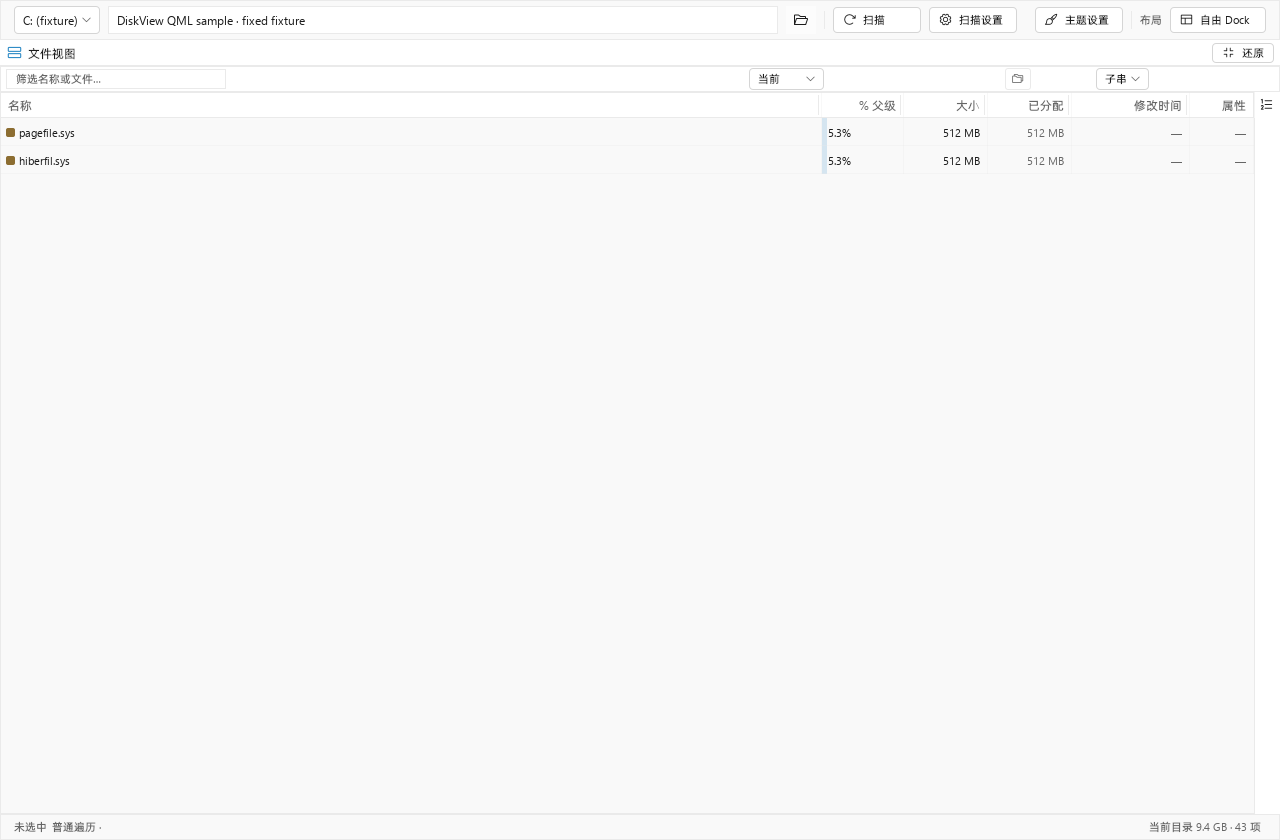 C: (fixture) DiskView QML sample · fixed fixture 扫描 扫描设置 主题设置 布局 自由 Dock
文件视图 还原
筛选名称或文件... 当前 子串
名称 % 父级 大小 已分配 修改时间 属性
pagefile.sys 5.3% 512 MB 512 MB — —
hiberfil.sys 5.3% 512 MB 512 MB — —
未选中 普通遍历 · 当前目录 9.4 GB · 43 项